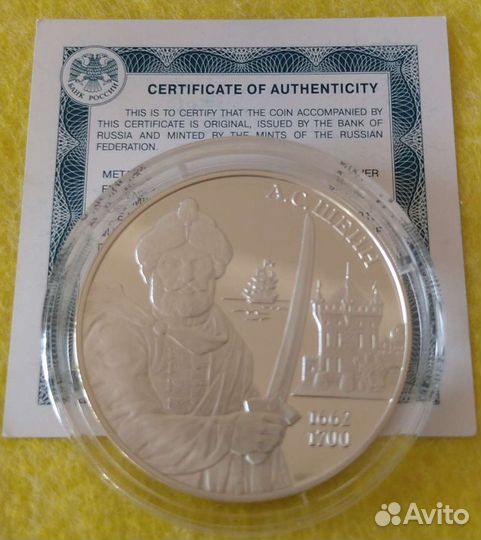 БАНК РОССИИ
CERTIFICATE OF AUTHENTICITY
THIS IS TO CERTIFY THAT THE COIN ACCOMPANIED BY
THIS CERTIFICATE IS ORIGINAL, ISSUED BY THE BANK OF
RUSSIA AND MINTED BY THE MINTS OF THE RUSSIAN
FEDERATION.
А.С. ШЕИН
1662
1700
Avito